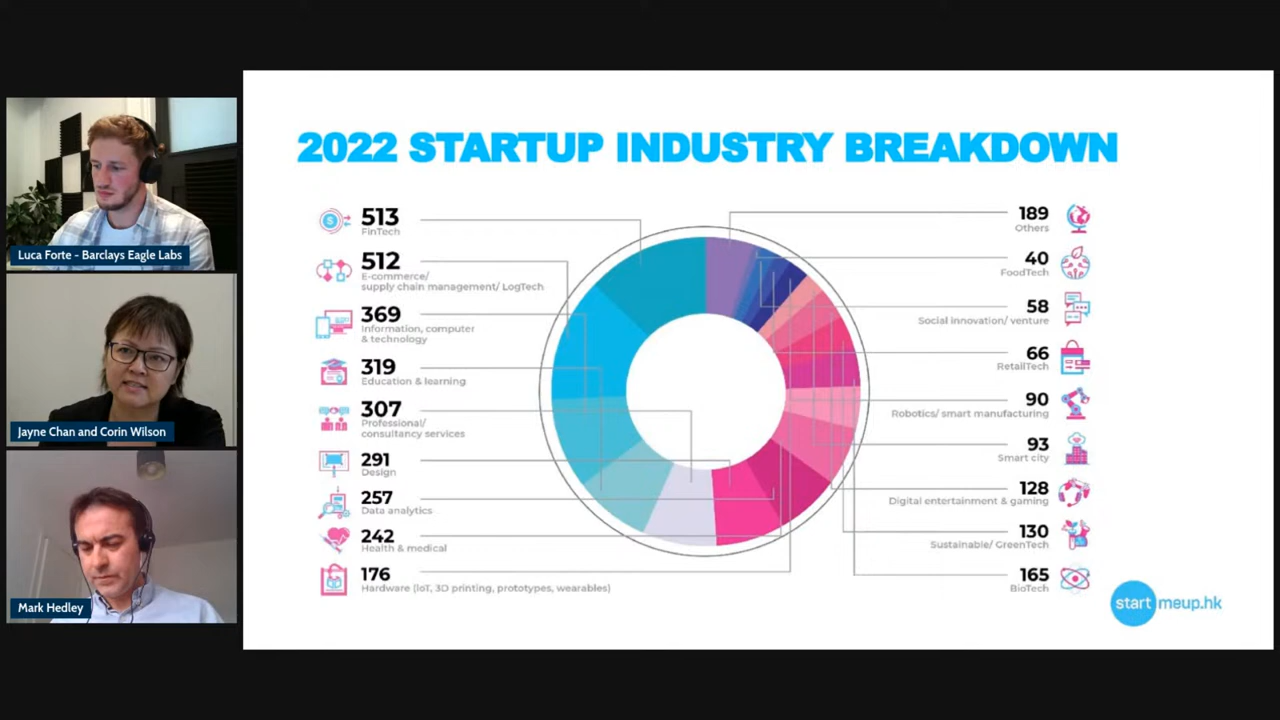 2022 STARTUP INDUSTRY BREAKDOWN
513
FinTech
512
E-commerce/
supply chain management/ LogTech
369
Information, computer
& technology
319
Education & learning
307
Professional/
consultancy services
291
Design
257
Data analytics
242
Health & medical
176
Hardware (IoT, 3D printing, prototypes, wearables)
189
Others
40
FoodTech
58
Social innovation/ venture
66
RetailTech
90
Robotics/ smart manufacturing
93
Smart city
128
Digital entertainment & gaming
130
Sustainable/ GreenTech
165
BioTech
startmeup.hk
Luca Forte - Barclays Eagle Labs
Jayne Chan and Corin Wilson
Mark Hedley